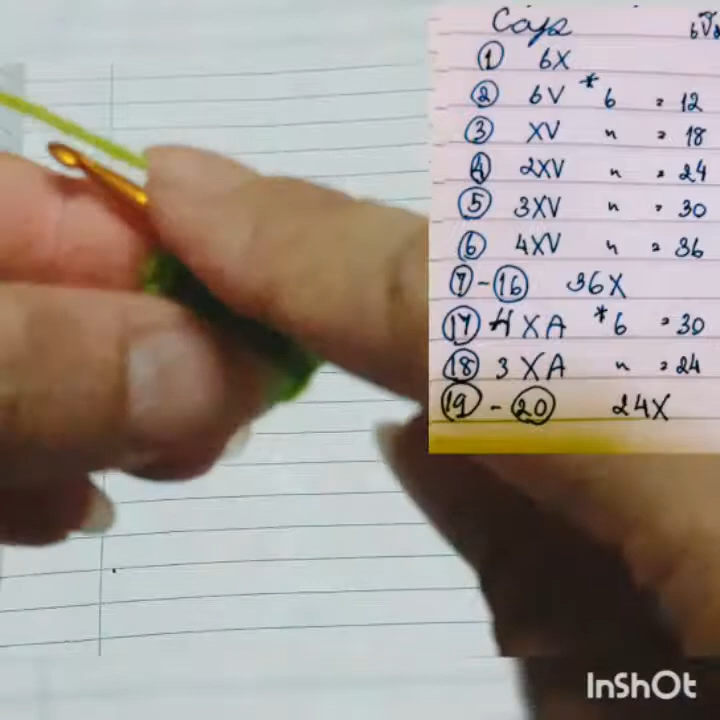 Cap
① 6X
② 6V * 6 = 12
③ XV " = 18
④ 2XV " = 24
⑤ 3XV " = 30
⑥ 4XV " = 36
⑦ - ⑯ 36X
⑰ 4XA * 6 = 30
⑱ 3XA " = 24
⑲ - ⑳ 24X
InShOt